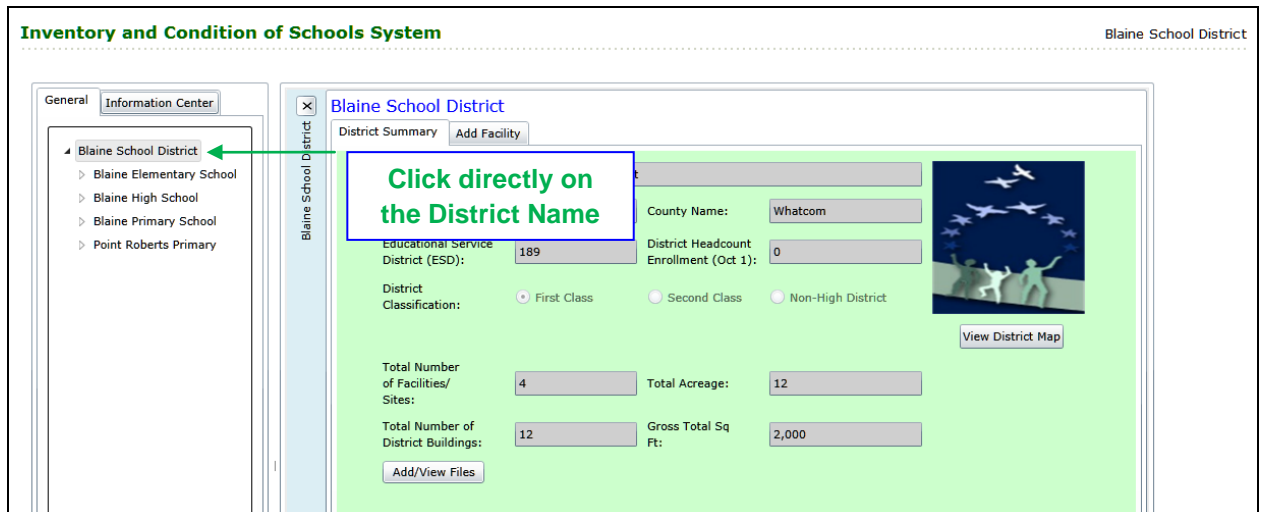 Inventory and Condition of Schools System
Blaine School District
General
Information Center
Blaine School District
Blaine Elementary School
Blaine High School
Blaine Primary School
Point Roberts Primary
Blaine School District
Blaine School District
District Summary
Add Facility
Click directly on
the District Name
t
County Name:
Whatcom
Educational Service
District (ESD):
189
District Headcount
Enrollment (Oct 1):
0
District
Classification:
First Class
Second Class
Non-High District
View District Map
Total Number
of Facilities/
Sites:
4
Total Acreage:
12
Total Number of
District Buildings:
12
Gross Total Sq
Ft:
2,000
Add/View Files